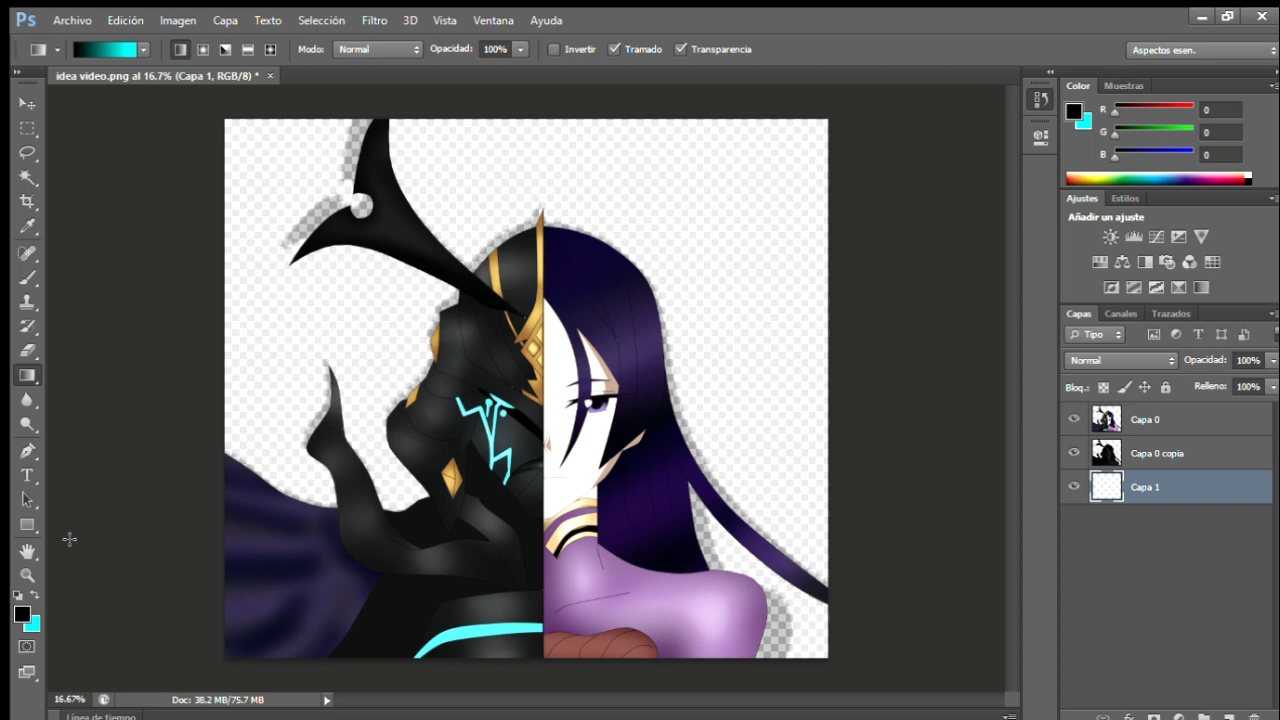 Ps Archivo Edición Imagen Capa Texto Selección Filtro 3D Vista Ventana Ayuda
Modo: Normal Opacidad: 100% Invertir Tramado Transparencia Aspectos esen.
idea video.png al 16.7% (Capa 1, RGB/8) * ×
Color Muestras
R 0
G 0
B 0
Ajustes Estilos
Añadir un ajuste
Capas Canales Trazados
Tipo
Normal Opacidad: 100%
Bloq.: Relleno: 100%
Capa 0
Capa 0 copia
Capa 1
16.67% Doc: 38.2 MB/75.7 MB
Línea de tiempo